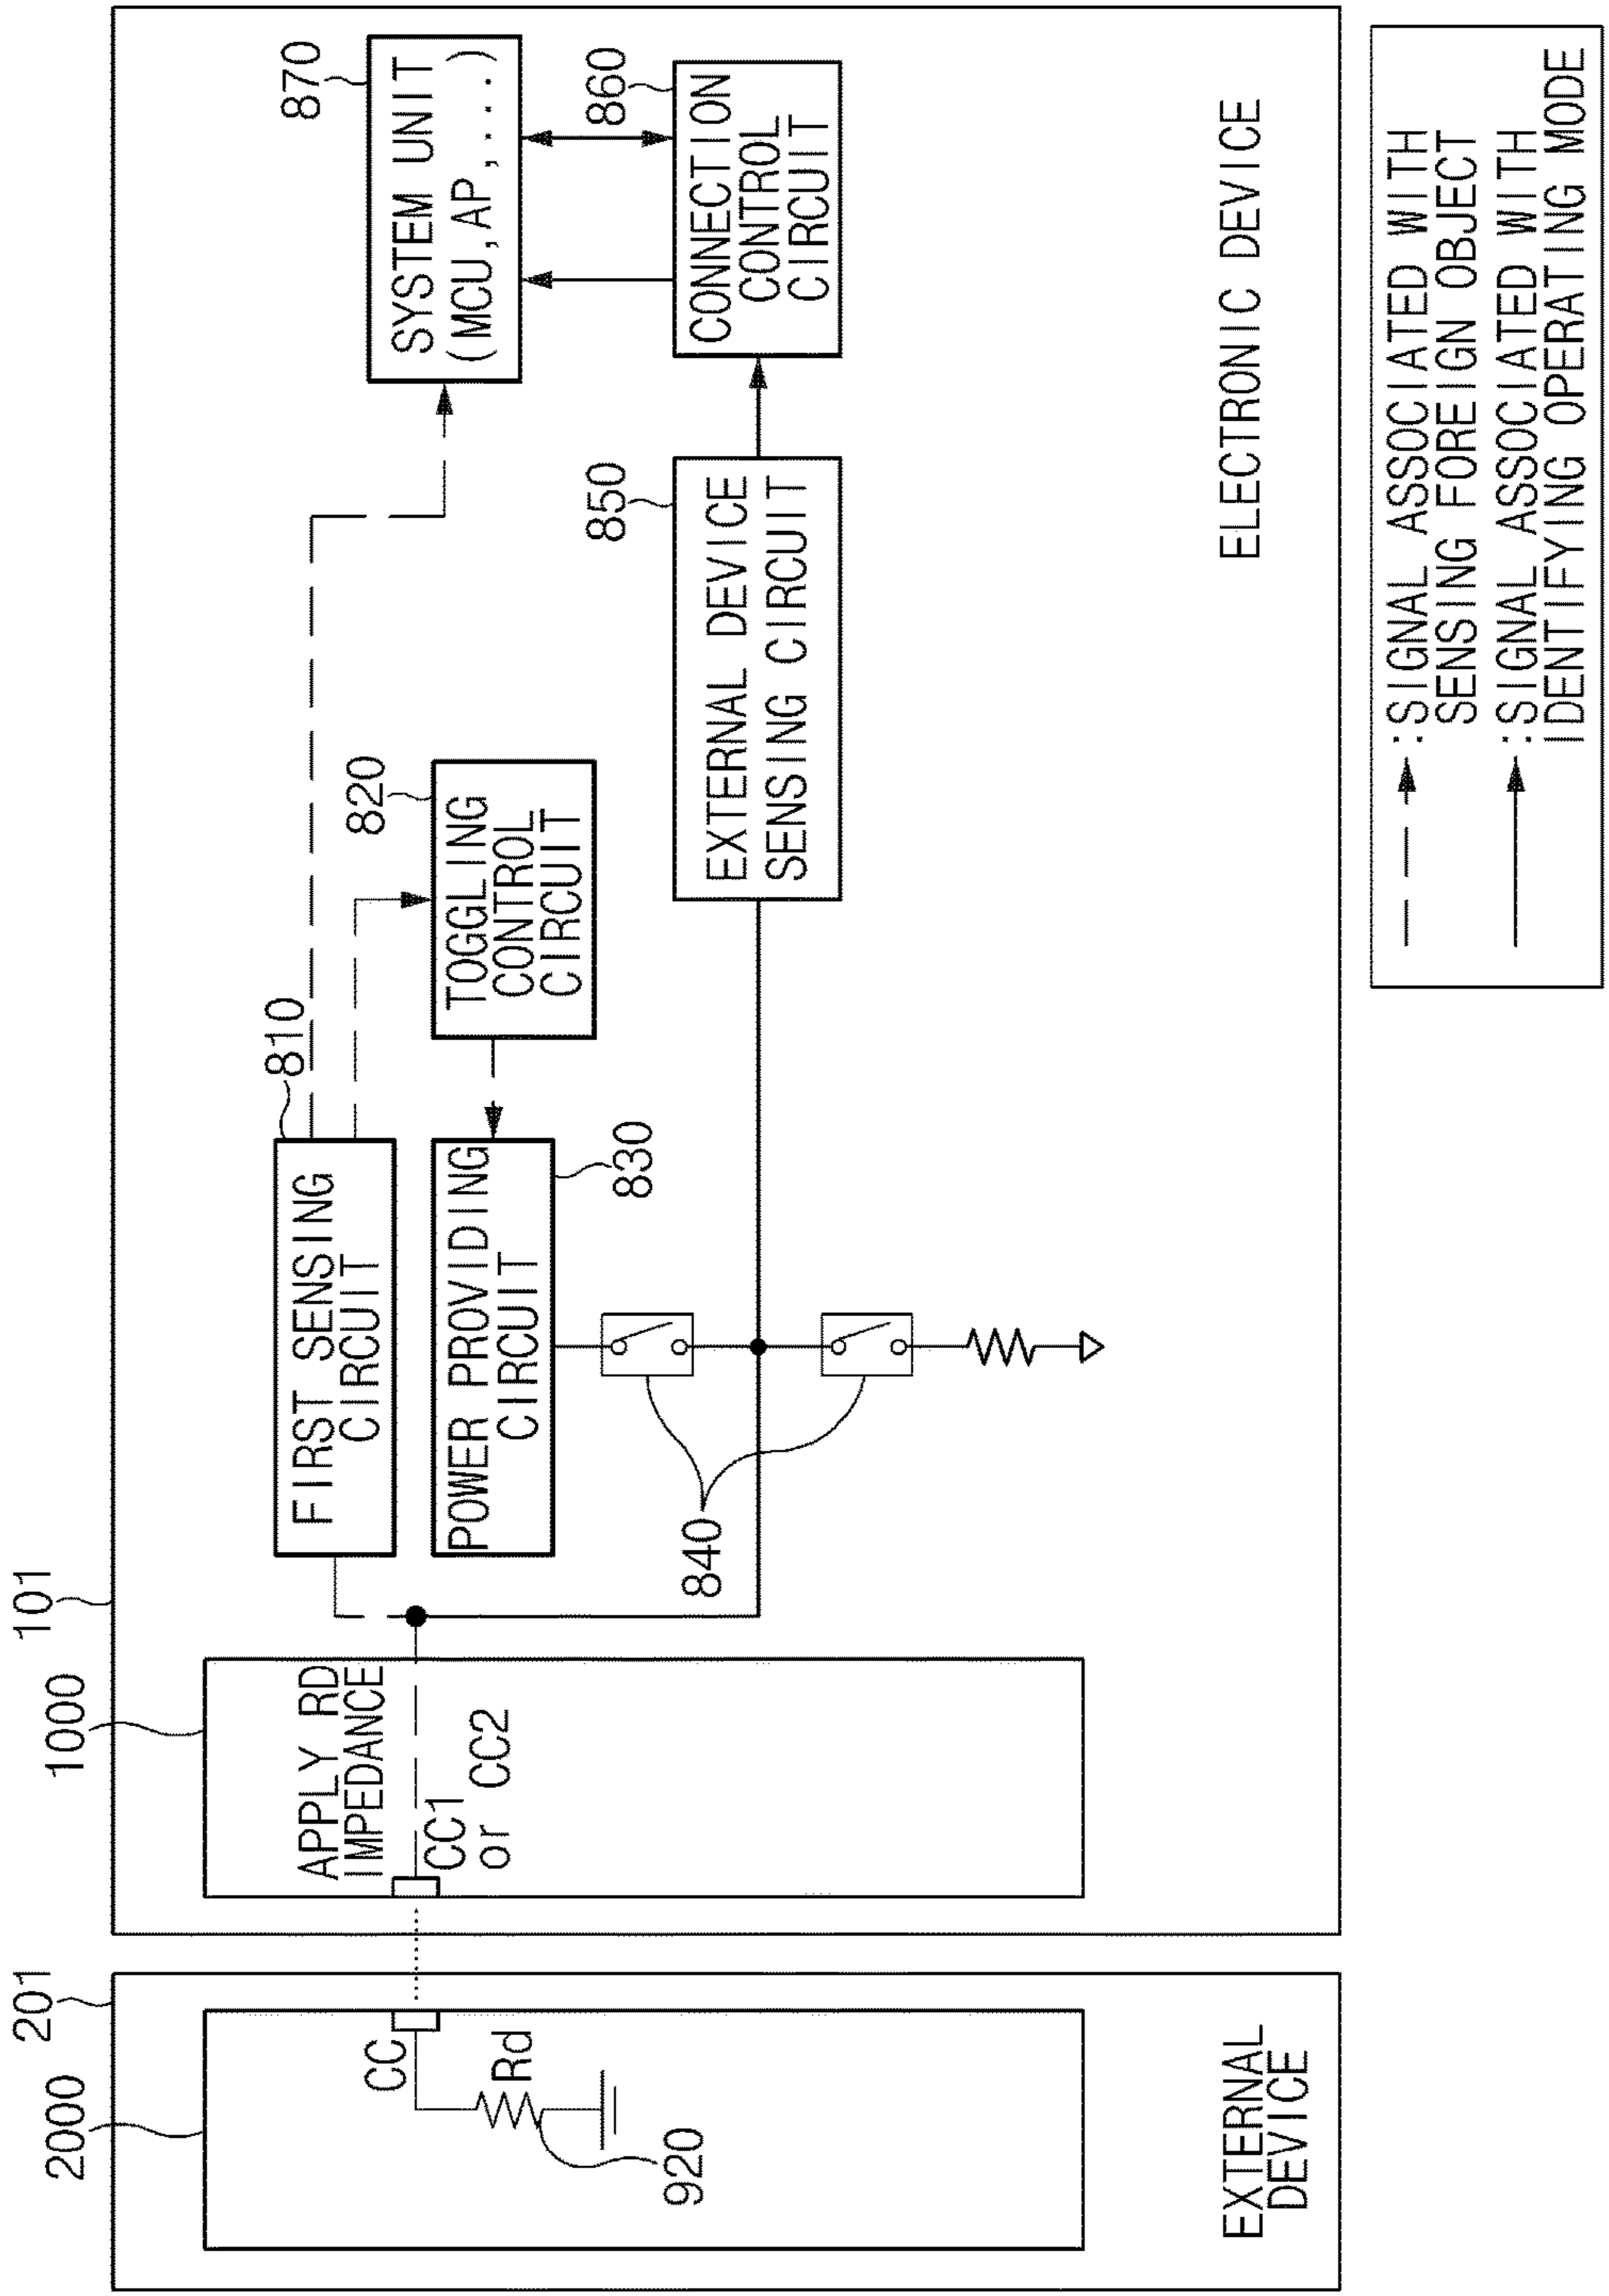 2000
201
CC
Rd
920
EXTERNAL
DEVICE
101
1000
APPLY RD
IMPEDANCE
CC1
or CC2
810
FIRST SENSING
CIRCUIT
POWER PROVIDING
CIRCUIT
830
840
820
TOGGLING
CONTROL
CIRCUIT
850
EXTERNAL DEVICE
SENSING CIRCUIT
870
SYSTEM UNIT
(MCU,AP,...)
860
CONNECTION
CONTROL
CIRCUIT
ELECTRONIC DEVICE
:SIGNAL ASSOCIATED WITH
SENSING FOREIGN OBJECT
:SIGNAL ASSOCIATED WITH
IDENTIFYING OPERATING MODE